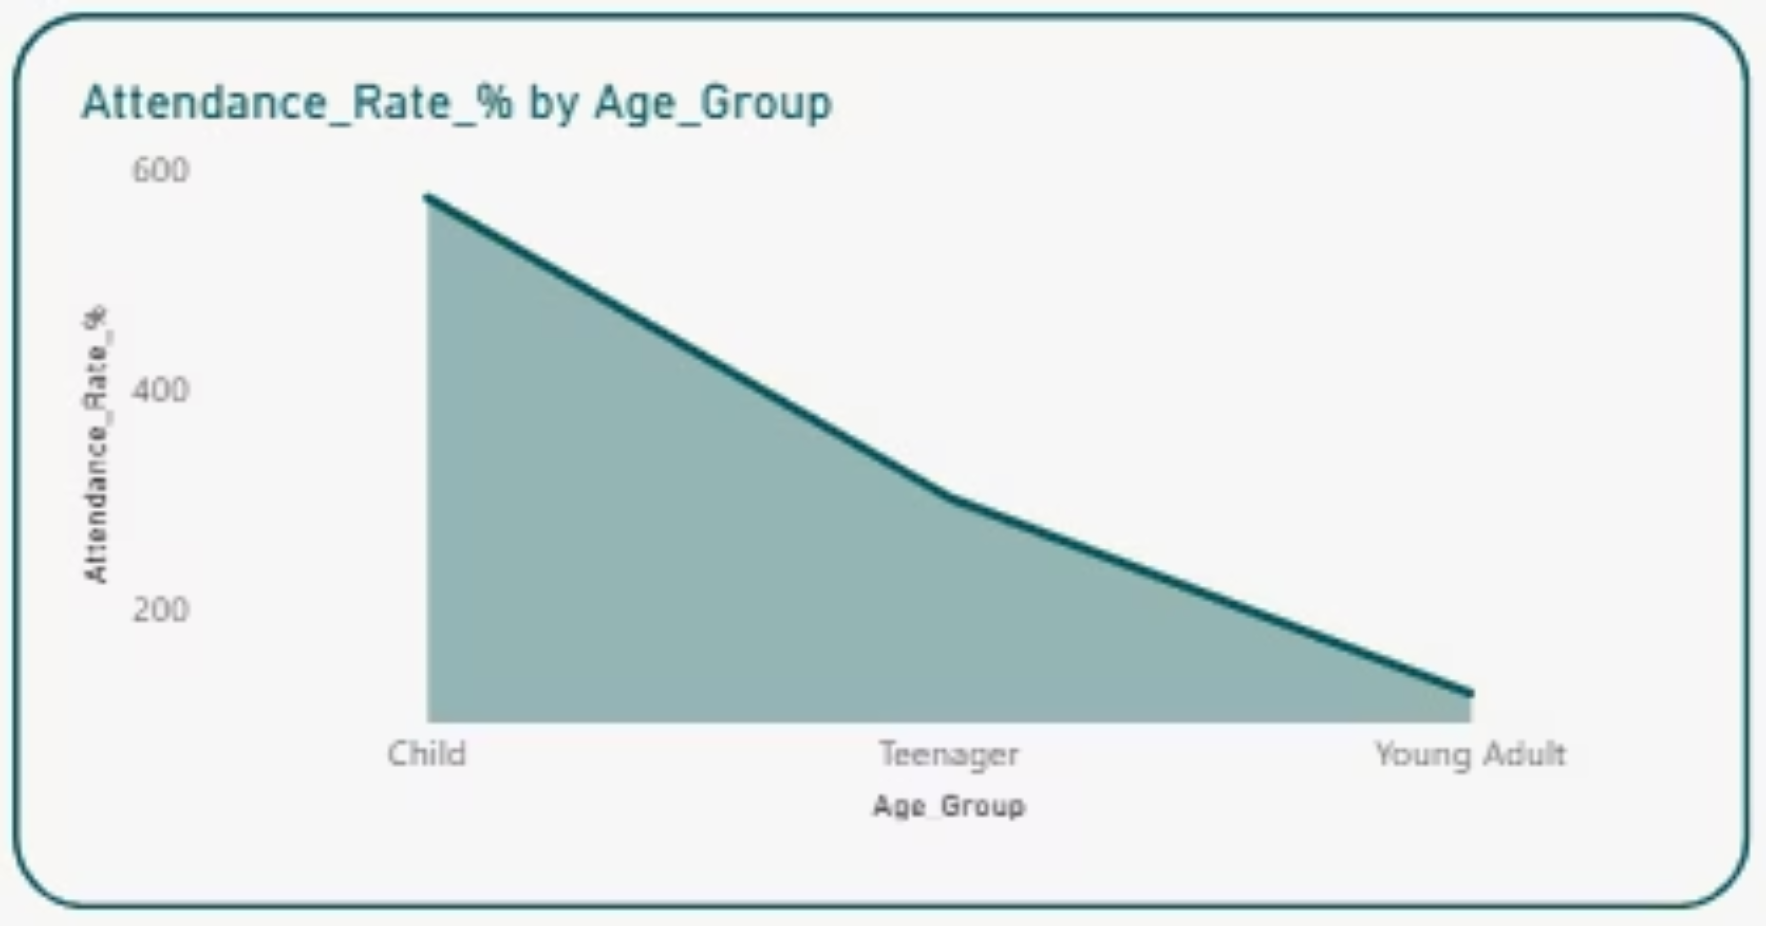 Attendance_Rate_% by Age_Group
600
400
200
Attendance_Rate_%
Child Teenager Young Adult
Age_Group